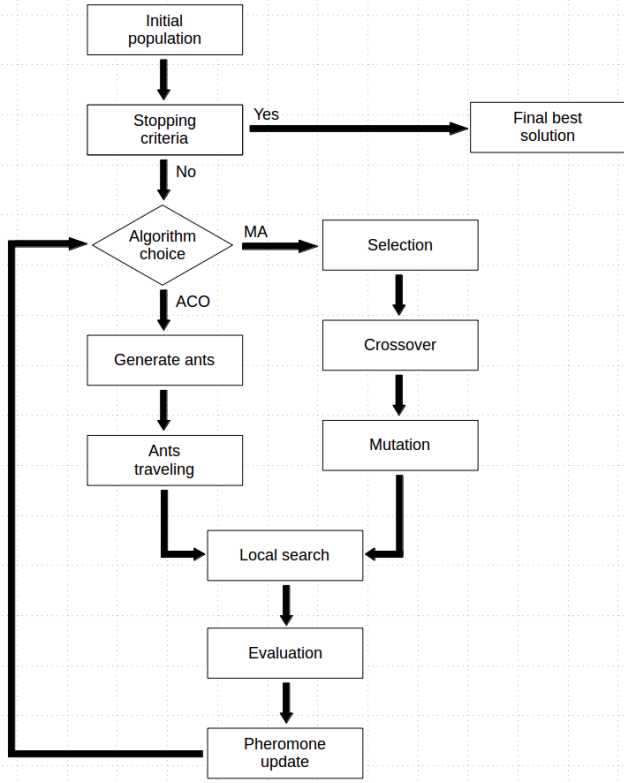 Initial
population
Stopping
criteria
Yes
Final best
solution
No
Algorithm
choice
MA
Selection
ACO
Crossover
Generate ants
Mutation
Ants
traveling
Local search
Evaluation
Pheromone
update